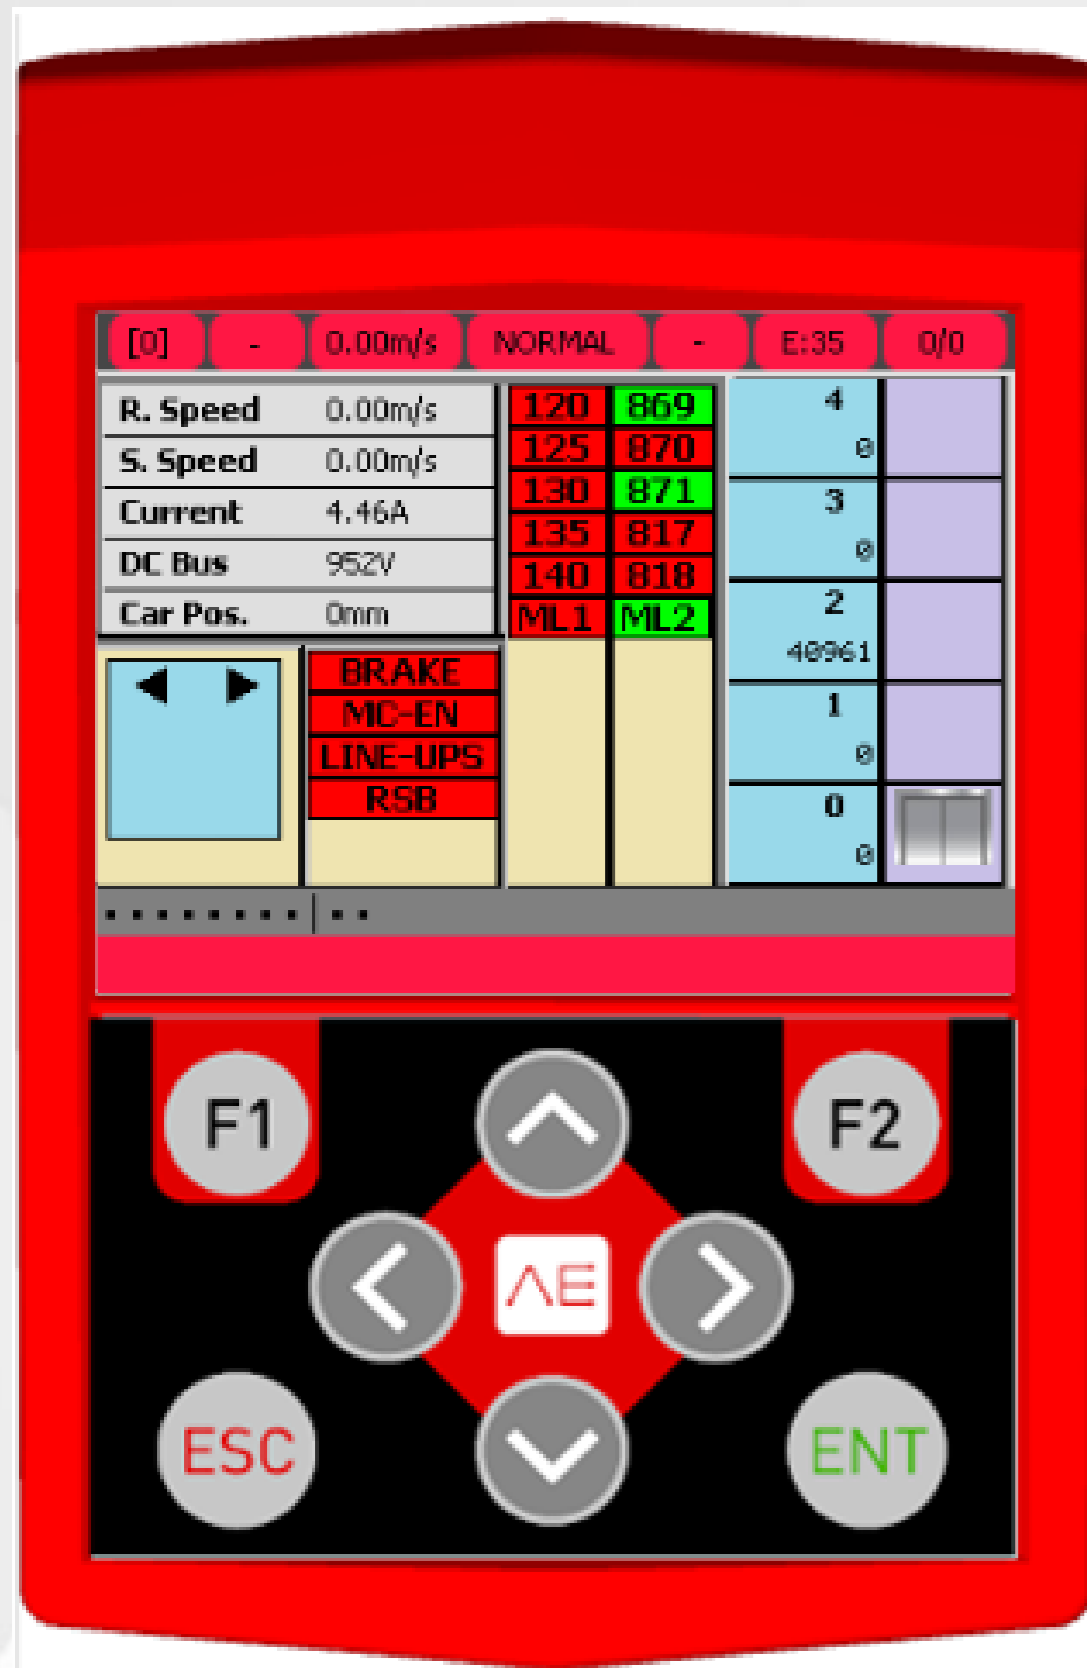 [0] - 0.00m/s NORMAL - E:35 0/0
R. Speed 0.00m/s
S. Speed 0.00m/s
Current 4.46A
DC Bus 952V
Car Pos. 0mm
120 869
125 870
130 871
135 817
140 818
ML1 ML2
BRAKE
MC-EN
LINE-UPS
RSB
4
0
3
0
2
40961
1
0
0
0
F1
F2
AE
ESC
ENT